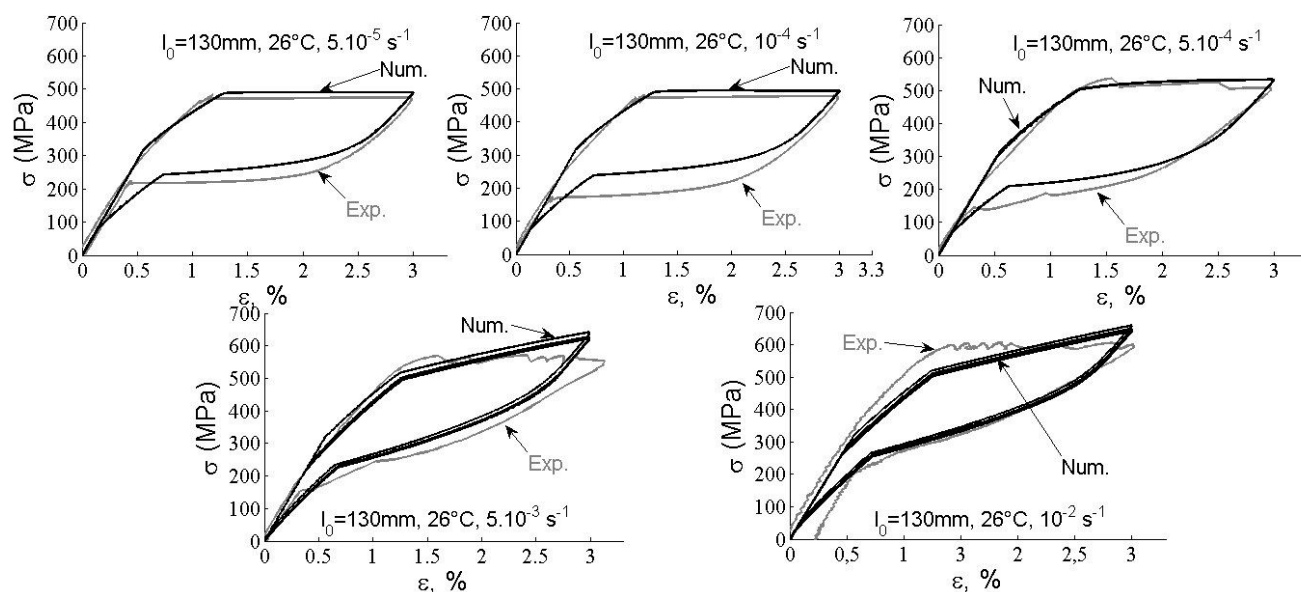 700
600
500
400
300
200
100
0
σ (MPa)
l0=130mm, 26°C, 5.10-5 s-1
Num.
Exp.
0 0.5 1 1.5 2 2.5 3
ε, %
700
600
500
400
300
200
100
0
σ (MPa)
l0=130mm, 26°C, 10-4 s-1
Num.
Exp.
0 0.5 1 1.5 2 2.5 3 3.3
ε, %
700
600
500
400
300
200
100
0
σ (MPa)
l0=130mm, 26°C, 5.10-4 s-1
Num.
Exp.
0 0.5 1 1.5 2 2.5 3
ε, %
700
600
500
400
300
200
100
0
σ (MPa)
Num.
Exp.
l0=130mm, 26°C, 5.10-3 s-1
0 0.5 1 1.5 2 2.5 3
ε, %
700
600
500
400
300
200
100
0
σ (MPa)
Exp.
Num.
l0=130mm, 26°C, 10-2 s-1
0 0,5 1 3 2 2,5 3
ε, %